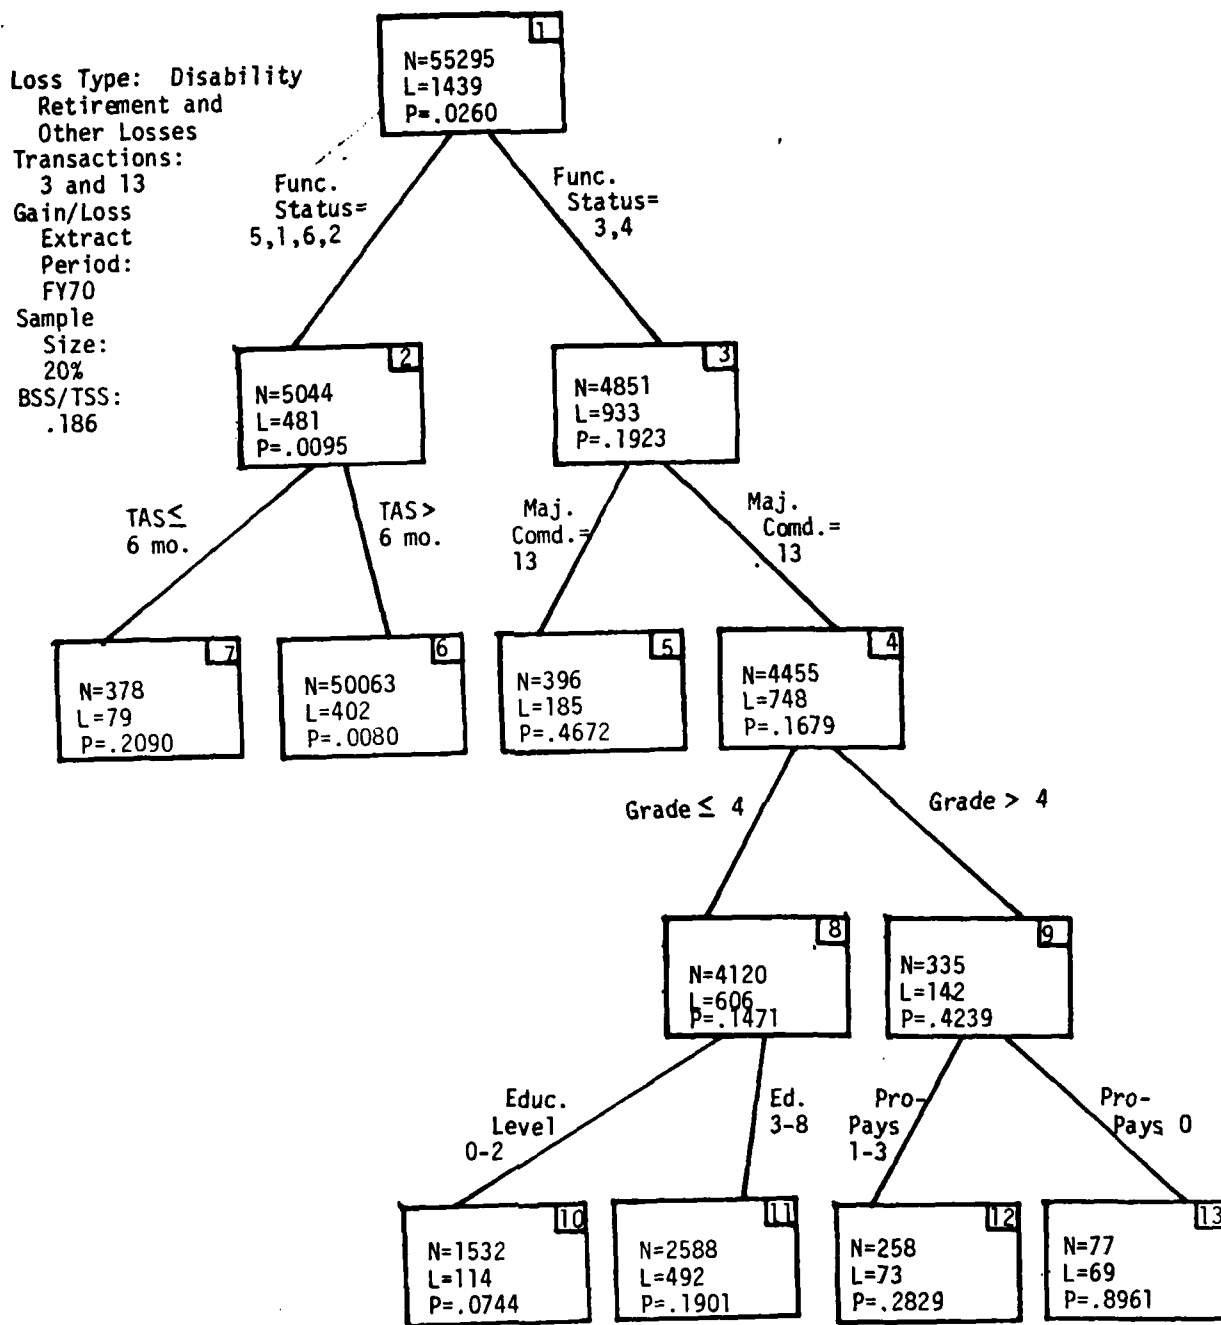 Loss Type: Disability
Retirement and
Other Losses
Transactions:
3 and 13
Gain/Loss
Extract
Period:
FY70
Sample
Size:
20%
BSS/TSS:
.186
1
N=55295
L=1439
P=.0260
Func.
Status=
5,1,6,2
Func.
Status=
3,4
2
N=5044
L=481
P=.0095
3
N=4851
L=933
P=.1923
TAS≤
6 mo.
TAS>
6 mo.
Maj.
Comd.=
13
Maj.
Comd.=
13
7
N=378
L=79
P=.2090
6
N=50063
L=402
P=.0080
5
N=396
L=185
P=.4672
4
N=4455
L=748
P=.1679
Grade ≤ 4
Grade > 4
8
N=4120
L=606
P=.1471
9
N=335
L=142
P=.4239
Educ.
Level
0-2
Ed.
3-8
Pro-
Pays
1-3
Pro-
Pays 0
10
N=1532
L=114
P=.0744
11
N=2588
L=492
P=.1901
12
N=258
L=73
P=.2829
13
N=77
L=69
P=.8961